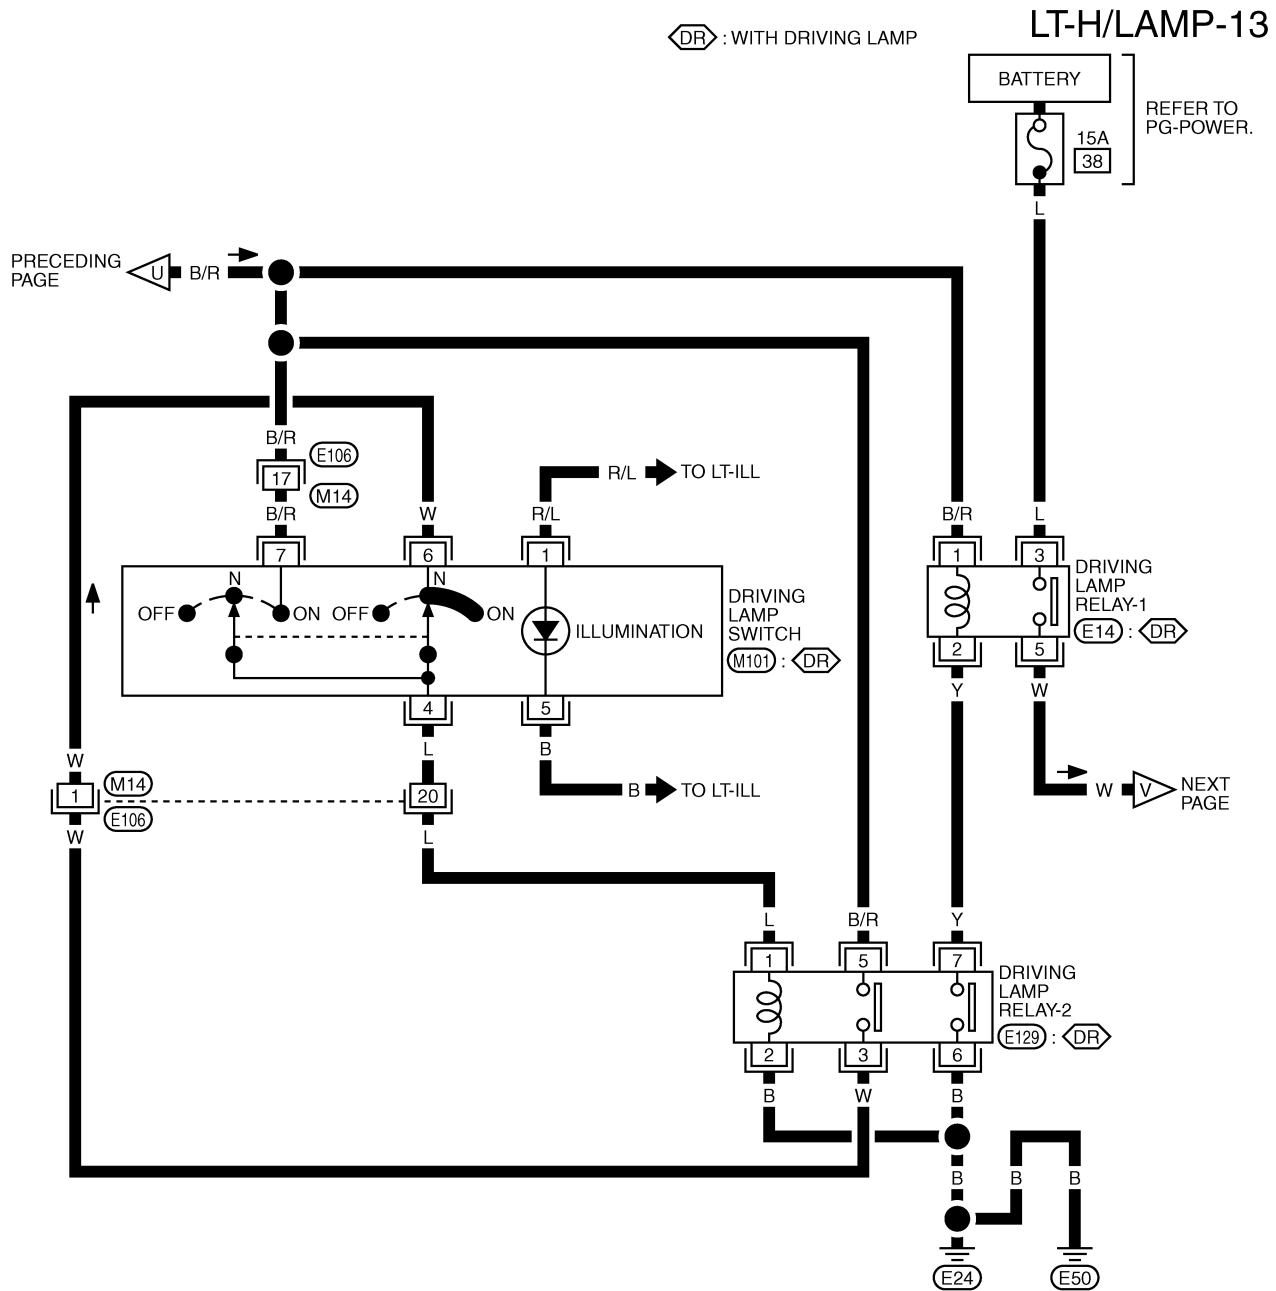 LT-H/LAMP-13
DR : WITH DRIVING LAMP
BATTERY
REFER TO
PG-POWER.
15A
38
L
PRECEDING
PAGE
U B/R
B/R
E106
17
M14
B/R W R/L
R/L TO LT-ILL
B/R L
7 6 1
1 3
N N
OFF ON OFF ON
ILLUMINATION
DRIVING
LAMP
SWITCH
M101 : DR
DRIVING
LAMP
RELAY-1
E14 : DR
2 5
Y W
4 5
L B
W
1
M14
E106
20
W L
B TO LT-ILL
W V
NEXT
PAGE
L B/R Y
1 5 7
DRIVING
LAMP
RELAY-2
E129 : DR
2 3 6
B W B
B B B
E24 E50